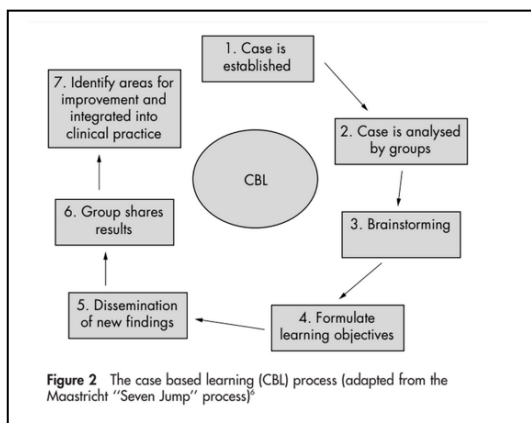 1. Case is
established
2. Case is analysed
by groups
3. Brainstorming
4. Formulate
learning objectives
5. Dissemination
of new findings
6. Group shares
results
7. Identify areas for
improvement and
integrated into
clinical practice
CBL
Figure 2 The case based learning (CBL) process (adapted from the
Maastricht ‘‘Seven Jump’’ process)⁶